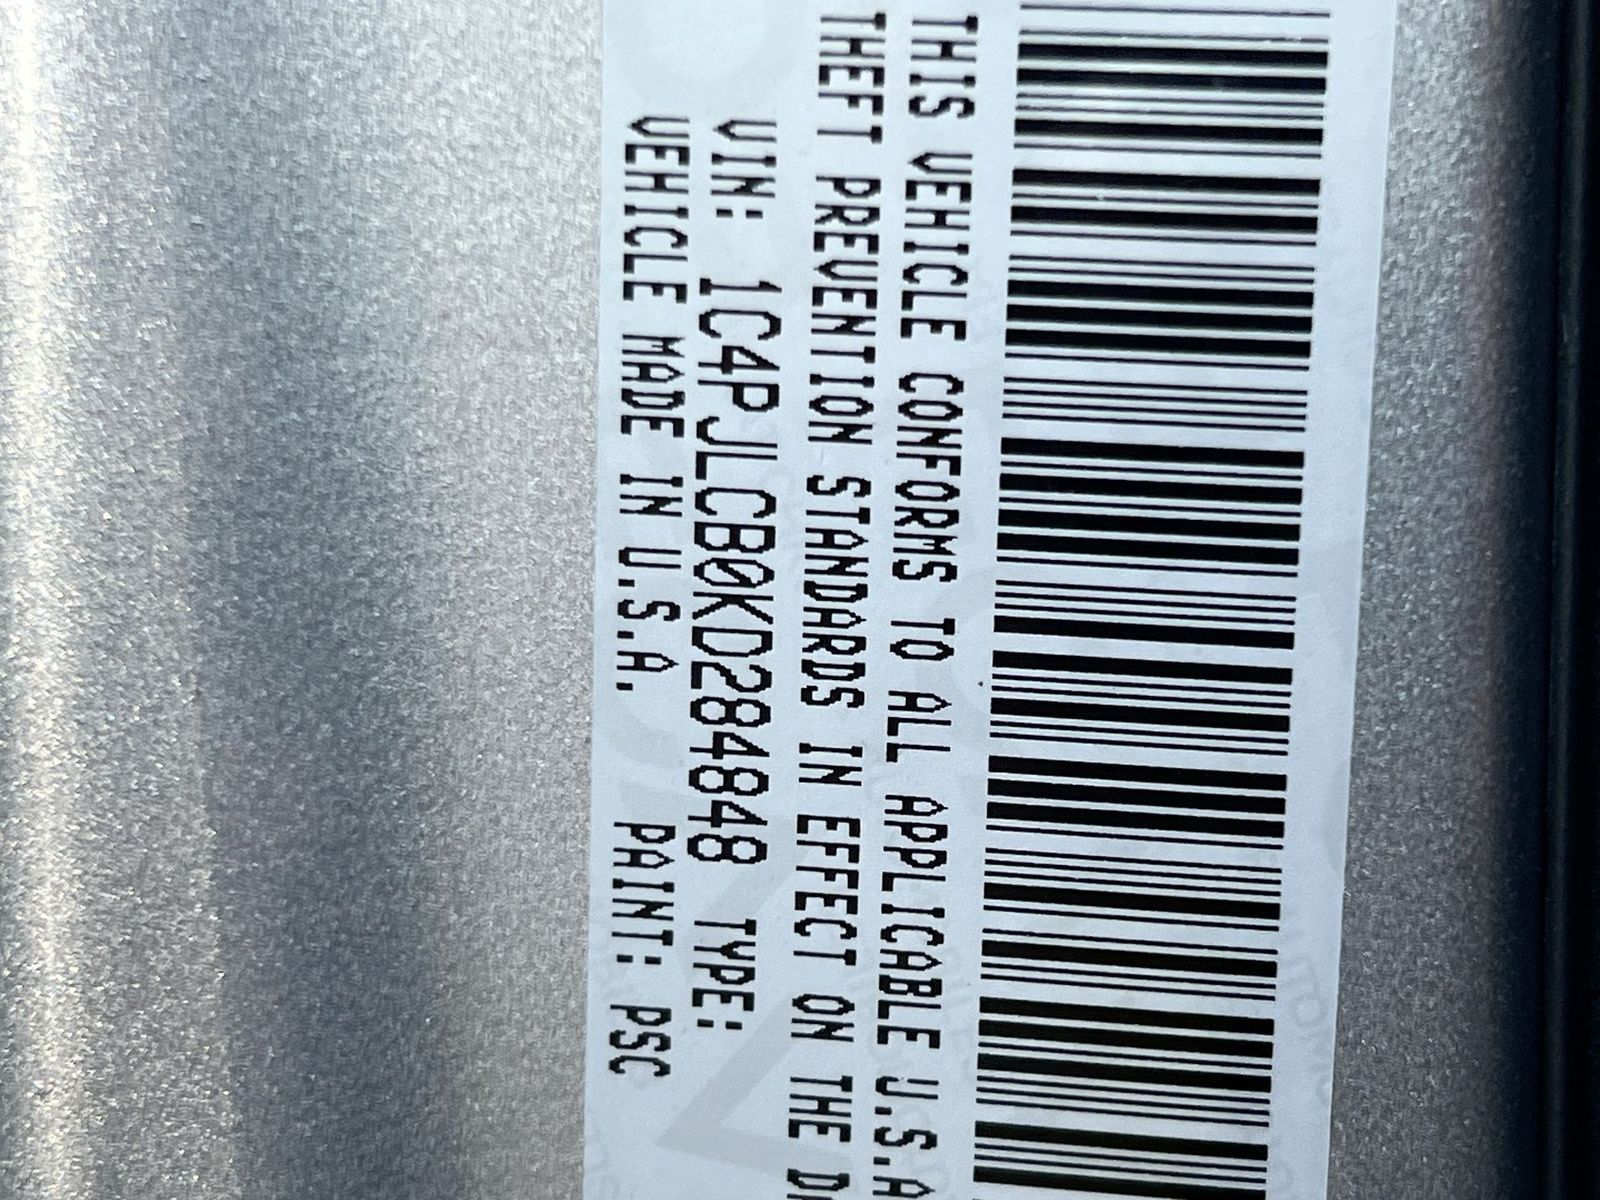 THIS VEHICLE CONFORMS TO ALL APPLICABLE U.S.A
THEFT PREVENTION STANDARDS IN EFFECT ON THE
VIN: 1C4PJLCB0KD284848 TYPE:
VEHICLE MADE IN U.S.A. PAINT: PSC